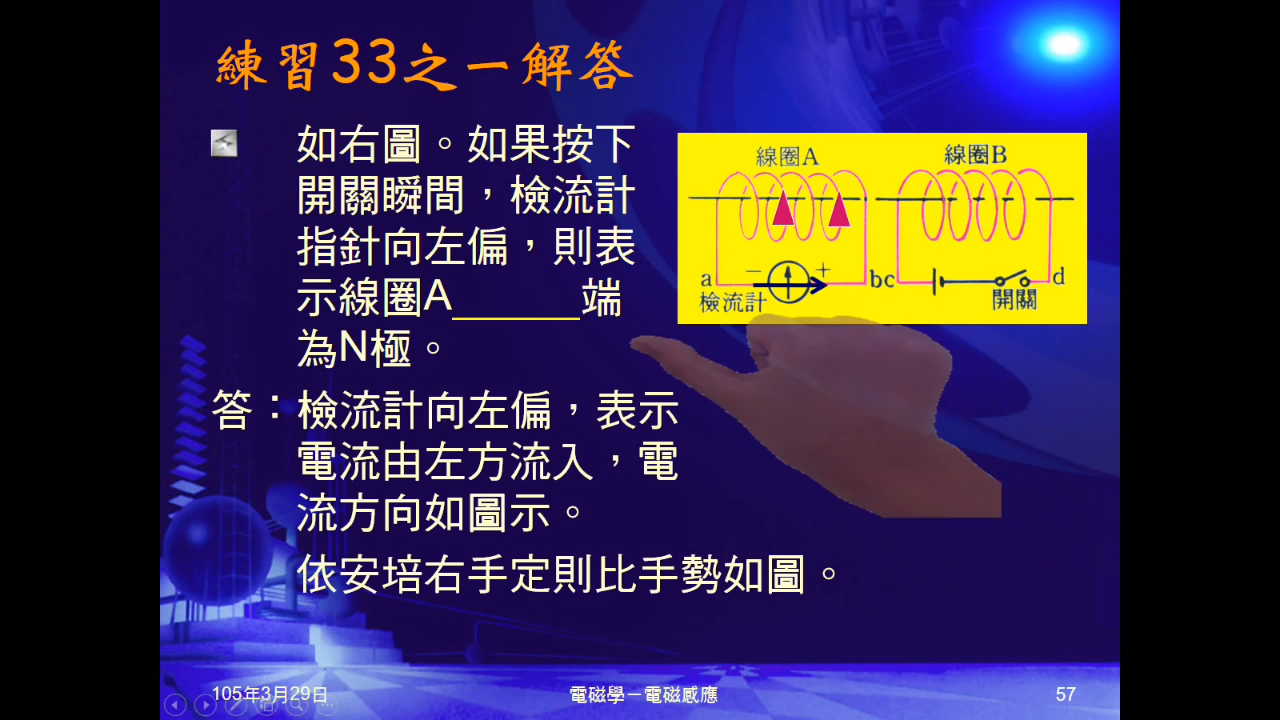 練習33之一解答
如右圖。如果按下
開關瞬間，檢流計
指針向左偏，則表
示線圈A______端
為N極。
線圈A
線圈B
a
－
＋
bc
d
檢流計
開關
答：檢流計向左偏，表示
電流由左方流入，電
流方向如圖示。
依安培右手定則比手勢如圖。
105年3月29日
電磁學－電磁感應
57